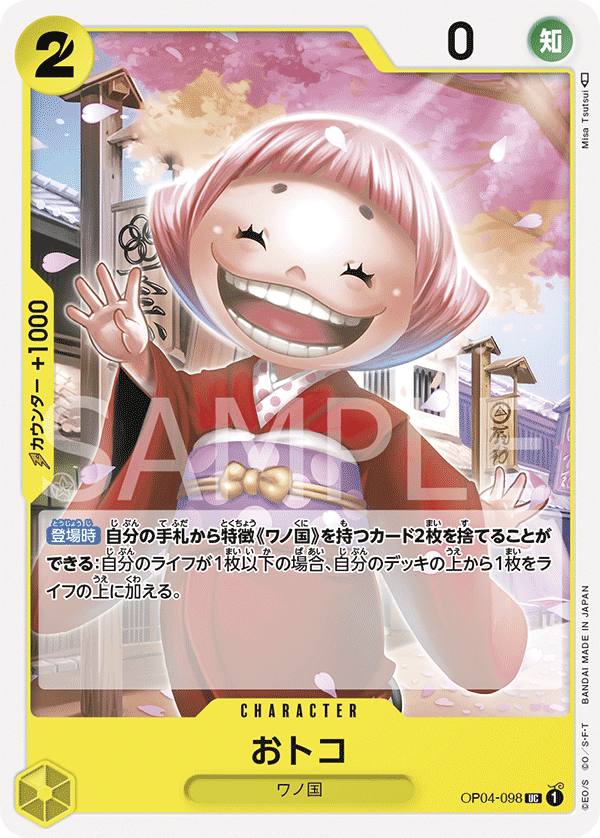 2
0
知
Misa Tsutsui
カウンター +1000
SAMPLE
登場時 自分の手札から特徴《ワノ国》を持つカード2枚を捨てることが
できる：自分のライフが1枚以下の場合、自分のデッキの上から1枚をラ
イフの上に加える。
CHARACTER
おトコ
ワノ国
OP04-098 UC 1
©E.O/S. ©O/S・F・T BANDAI MADE IN JAPAN